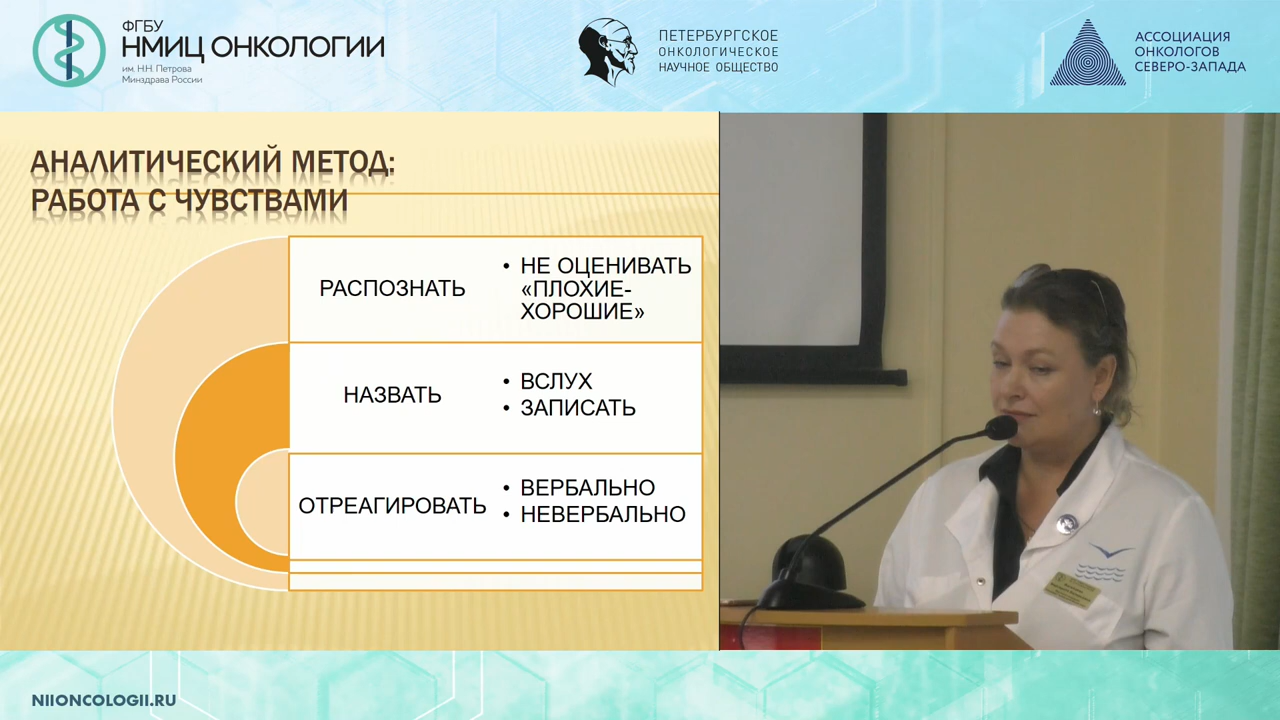 ФГБУ
НМИЦ ОНКОЛОГИИ
им. Н.Н. Петрова
Минздрава России
ПЕТЕРБУРГСКОЕ
ОНКОЛОГИЧЕСКОЕ
НАУЧНОЕ ОБЩЕСТВО
АССОЦИАЦИЯ
ОНКОЛОГОВ
СЕВЕРО-ЗАПАДА
АНАЛИТИЧЕСКИЙ МЕТОД:
РАБОТА С ЧУВСТВАМИ
РАСПОЗНАТЬ
• НЕ ОЦЕНИВАТЬ
«ПЛОХИЕ-
ХОРОШИЕ»
НАЗВАТЬ
• ВСЛУХ
• ЗАПИСАТЬ
ОТРЕАГИРОВАТЬ
• ВЕРБАЛЬНО
• НЕВЕРБАЛЬНО
NIIONCOLOGII.RU